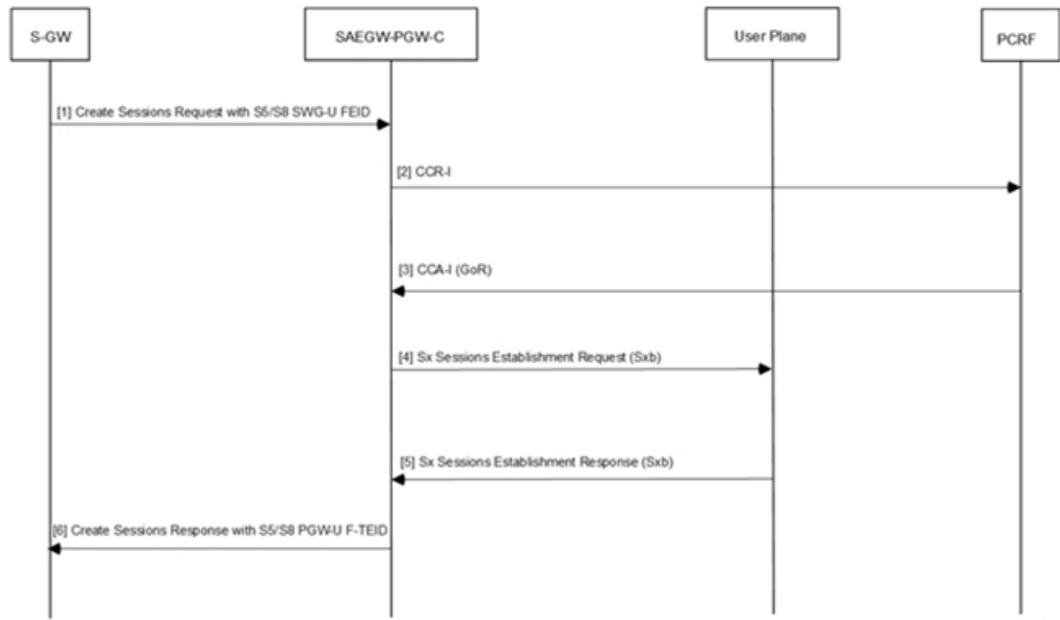 S-GW
SAEGW-PGW-C
User Plane
PCRF
[1] Create Sessions Request with S5/S8 SWG-U FEID
[2] CCR-I
[3] CCA-I (GoR)
[4] Sx Sessions Establishment Request (Sxb)
[5] Sx Sessions Establishment Response (Sxb)
[6] Create Sessions Response with S5/S8 PGW-U F-TEID